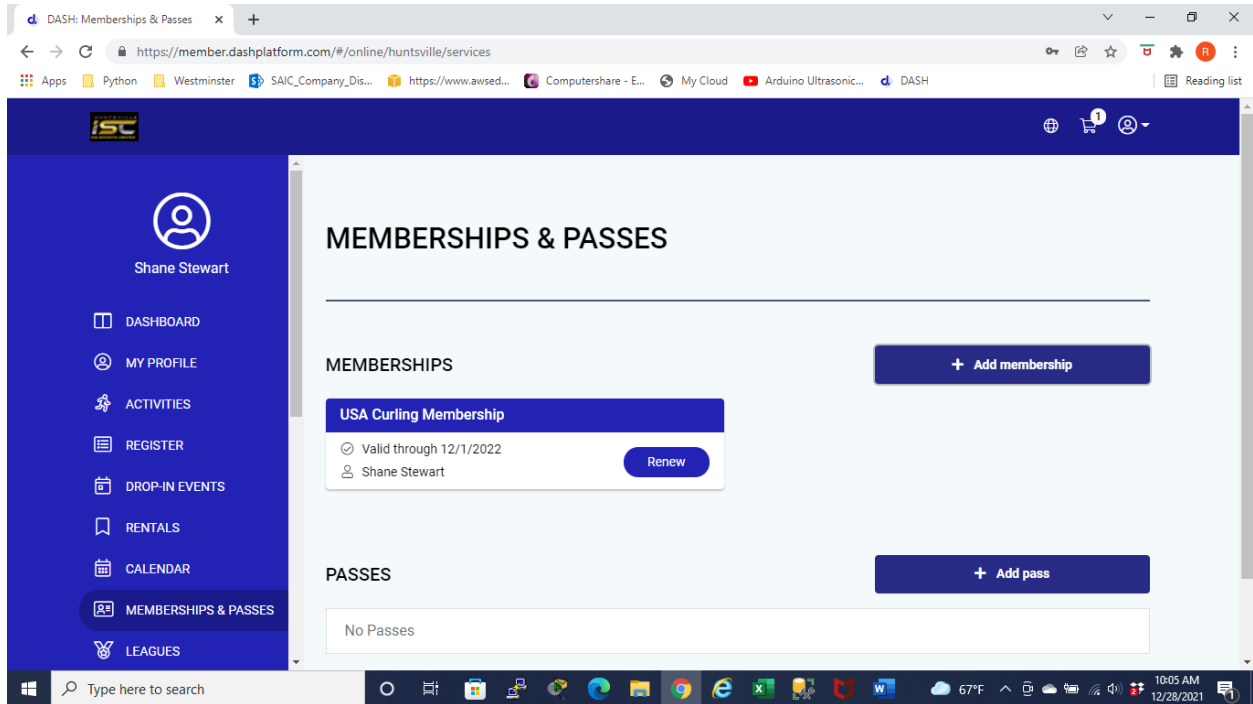 DASH: Memberships & Passes
https://member.dashplatform.com/#/online/huntsville/services
R
Apps Python Westminster SAIC_Company_Dis... https://www.awsed... Computershare - E... My Cloud Arduino Ultrasonic... DASH Reading list
ISC
1
Shane Stewart
DASHBOARD
MY PROFILE
ACTIVITIES
REGISTER
DROP-IN EVENTS
RENTALS
CALENDAR
MEMBERSHIPS & PASSES
LEAGUES
MEMBERSHIPS & PASSES
MEMBERSHIPS
+ Add membership
USA Curling Membership
Valid through 12/1/2022
Shane Stewart
Renew
PASSES
+ Add pass
No Passes
Type here to search
67°F
10:05 AM
12/28/2021
1